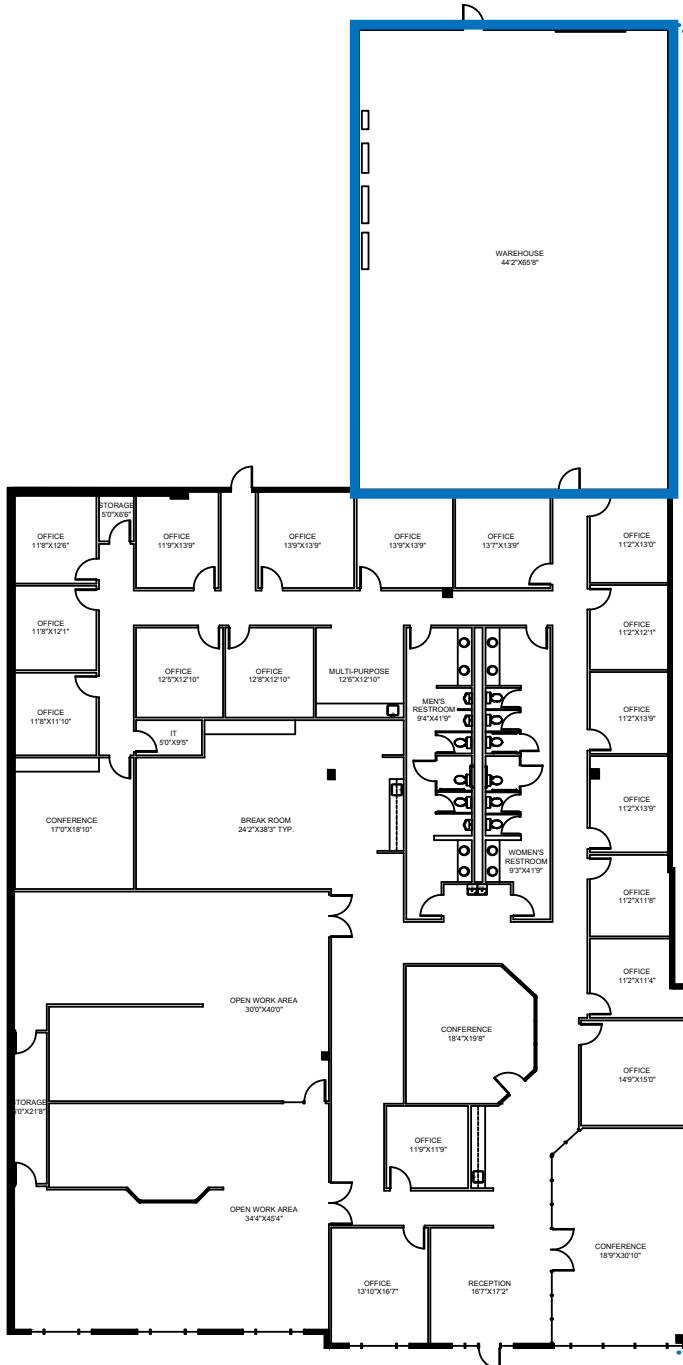 WAREHOUSE
44'2"X65'8"
OFFICE
11'8"X12'6"
STORAGE
5'0"X6'6"
OFFICE
11'9"X13'9"
OFFICE
13'9"X13'9"
OFFICE
13'9"X13'9"
OFFICE
13'7"X13'9"
OFFICE
11'2"X13'0"
OFFICE
11'8"X12'1"
OFFICE
11'2"X12'1"
OFFICE
12'5"X12'10"
OFFICE
12'8"X12'10"
MULTI-PURPOSE
12'6"X12'10"
OFFICE
11'8"X11'10"
MEN'S
RESTROOM
9'4"X41'9"
OFFICE
11'2"X13'9"
IT
5'0"X9'5"
CONFERENCE
17'0"X18'10"
BREAK ROOM
24'2"X38'3" TYP.
OFFICE
11'2"X13'9"
WOMEN'S
RESTROOM
9'3"X41'9"
OFFICE
11'2"X11'8"
OPEN WORK AREA
30'0"X40'0"
OFFICE
11'2"X11'4"
CONFERENCE
18'4"X19'8"
OFFICE
14'9"X15'0"
STORAGE
X21'8"
OFFICE
11'9"X11'9"
OPEN WORK AREA
34'4"X45'4"
CONFERENCE
18'9"X30'10"
OFFICE
13'10"X16'7"
RECEPTION
16'7"X17'2"